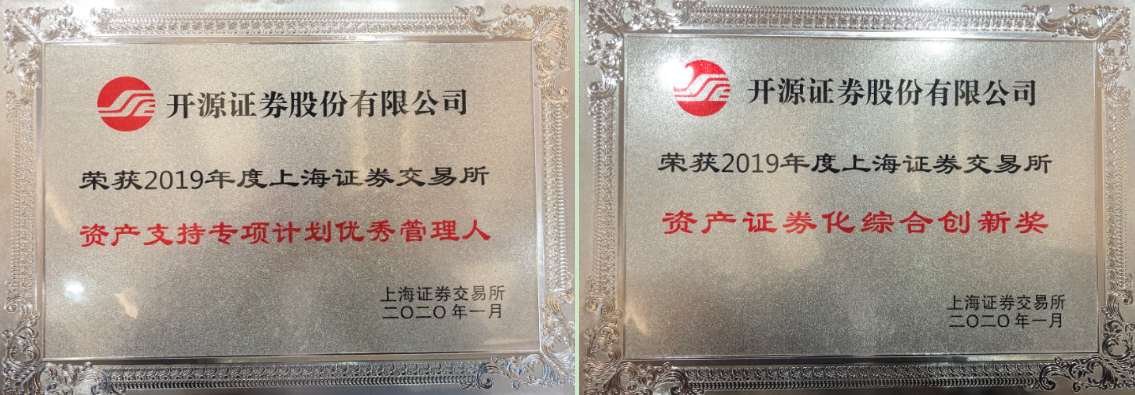 开源证券股份有限公司
荣获2019年度上海证券交易所
资产支持专项计划优秀管理人
上海证券交易所
二〇二〇年一月
开源证券股份有限公司
荣获2019年度上海证券交易所
资产证券化综合创新奖
上海证券交易所
二〇二〇年一月